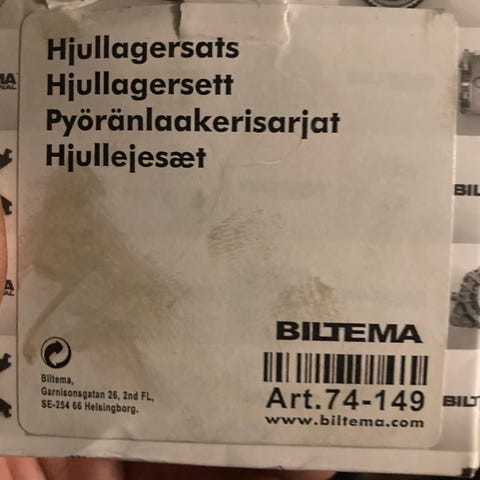 Hjullagersats
Hjullagersett
Pyöränlaakerisarjat
Hjullejesæt
BILTEMA
Biltema,
Garnisonsgatan 26, 2nd FL,
SE-254 66 Helsingborg.
Art.74-149
www.biltema.com